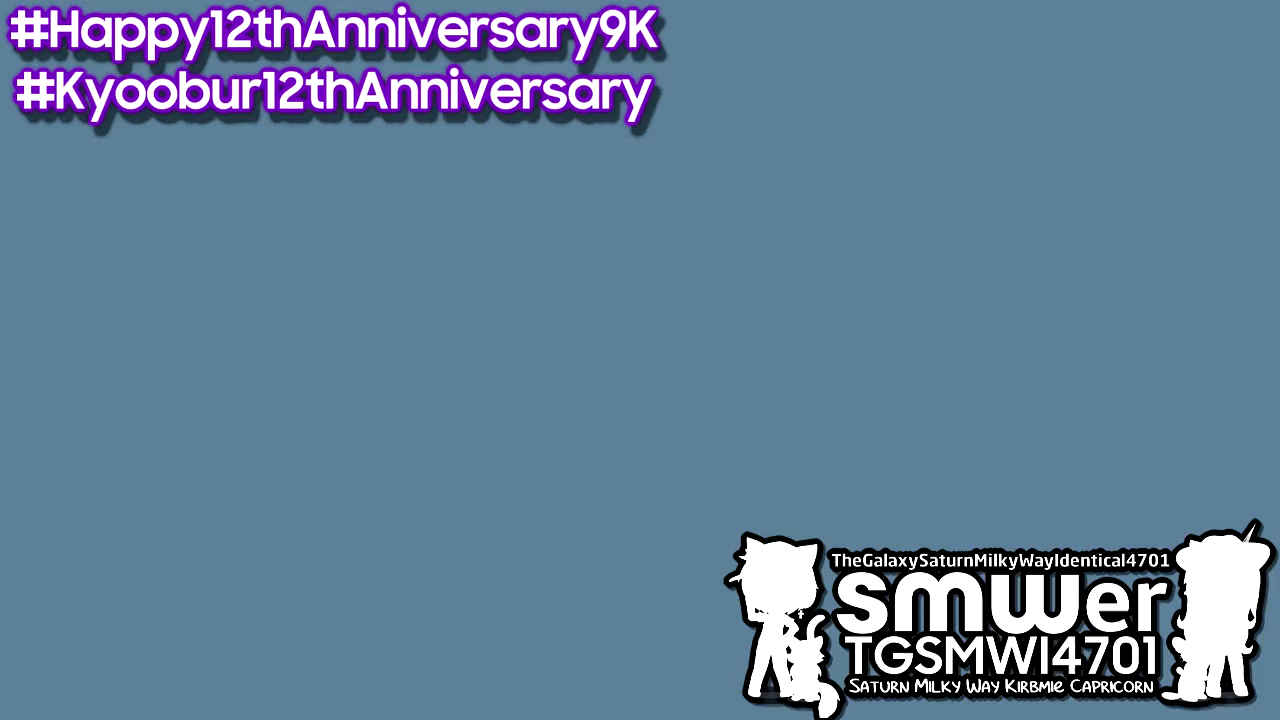 #Happy12thAnniversary9K
#Kyoobur12thAnniversary
TheGalaxySaturnMilkyWayIdentical4701
smwer
TGSMWI4701
Saturn Milky Way Kirbmie Capricorn